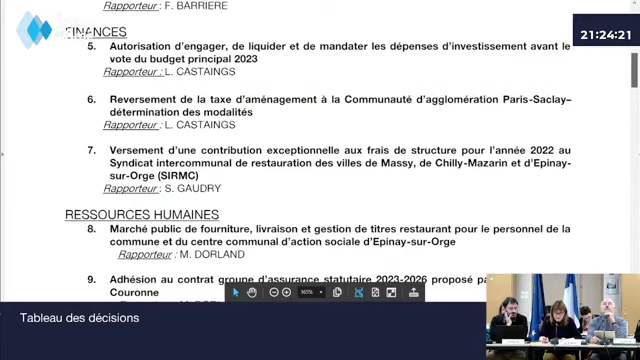 Rapporteur : F. BARRIERE
FINANCES
21:24:21
5. Autorisation d'engager, de liquider et de mandater les dépenses d'investissement avant le
vote du budget principal 2023
Rapporteur : L. CASTAINGS
6. Reversement de la taxe d'aménagement à la Communauté d'agglomération Paris-Saclay–
détermination des modalités
Rapporteur : L. CASTAINGS
7. Versement d'une contribution exceptionnelle aux frais de structure pour l'année 2022 au
Syndicat intercommunal de restauration des villes de Massy, de Chilly-Mazarin et d'Epinay-
sur-Orge (SIRMC)
Rapporteur : S. GAUDRY
RESSOURCES HUMAINES
8. Marché public de fourniture, livraison et gestion de titres restaurant pour le personnel de la
commune et du centre communal d'action sociale d'Epinay-sur-Orge
Rapporteur : M. DORLAND
9. Adhésion au contrat groupe d'assurance statutaire 2023-2026 proposé
Couronne
165%
Tableau des décisions